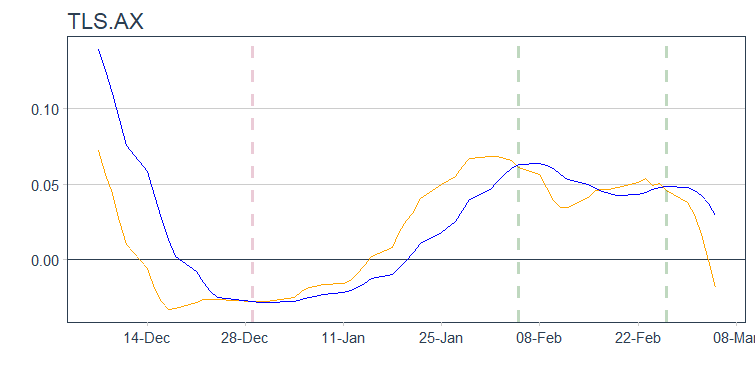 TLS.AX
0.10
0.05
0.00
14-Dec
28-Dec
11-Jan
25-Jan
08-Feb
22-Feb
08-Mar